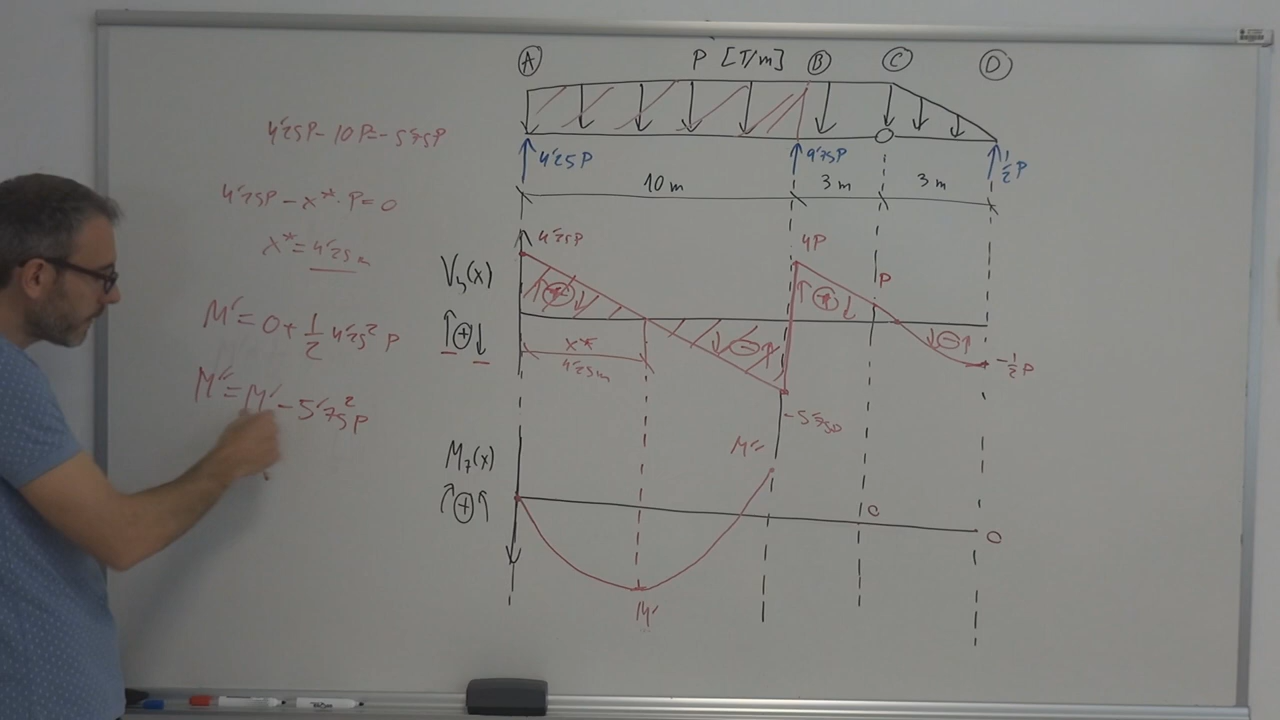 A P [T/m] B C D
4'25P 9'75P 1/2 P
10 m 3 m 3 m
4'25P - 10P = - 5'75P
4'25P - x* · P = 0
x* = 4'25 m
M' = 0 + 1/2 4'25² P
M'' = M' - 5'75² P
Vy(x)
↑⊕↓
4'25P
↑ + ↓
x*
4'25m
↓ - ↑
- 5'75P
4P
↑ + ↓
P
↓ - ↑
- 1/2 P
Mz(x)
+
M'
M''
0
0